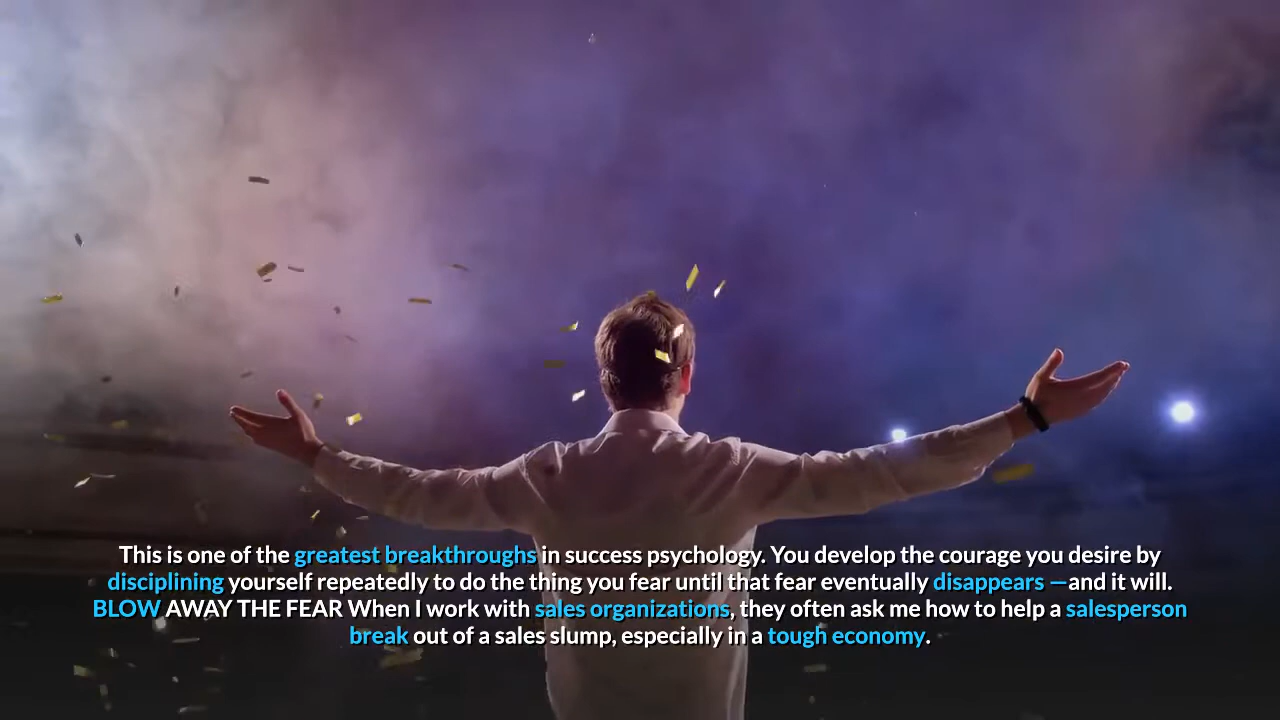 This is one of the greatest breakthroughs in success psychology. You develop the courage you desire by
disciplining yourself repeatedly to do the thing you fear until that fear eventually disappears —and it will.
BLOW AWAY THE FEAR When I work with sales organizations, they often ask me how to help a salesperson
break out of a sales slump, especially in a tough economy.